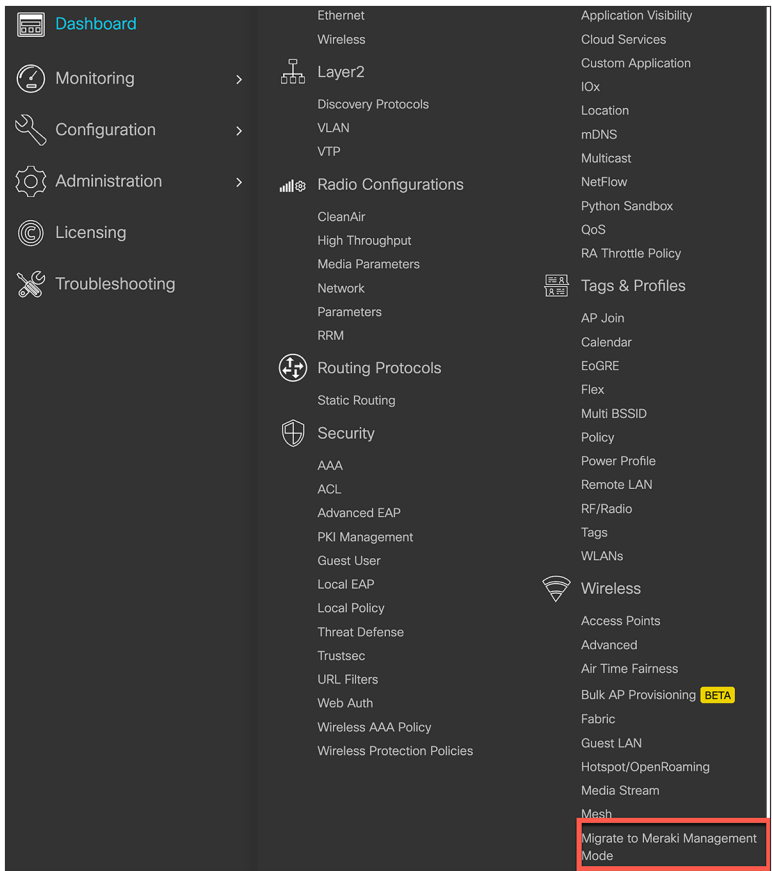 Dashboard
Monitoring
Configuration
Administration
Licensing
Troubleshooting
Ethernet
Wireless
Layer2
Discovery Protocols
VLAN
VTP
Radio Configurations
CleanAir
High Throughput
Media Parameters
Network
Parameters
RRM
Routing Protocols
Static Routing
Security
AAA
ACL
Advanced EAP
PKI Management
Guest User
Local EAP
Local Policy
Threat Defense
Trustsec
URL Filters
Web Auth
Wireless AAA Policy
Wireless Protection Policies
Application Visibility
Cloud Services
Custom Application
IOx
Location
mDNS
Multicast
NetFlow
Python Sandbox
QoS
RA Throttle Policy
Tags & Profiles
AP Join
Calendar
EoGRE
Flex
Multi BSSID
Policy
Power Profile
Remote LAN
RF/Radio
Tags
WLANs
Wireless
Access Points
Advanced
Air Time Fairness
Bulk AP Provisioning BETA
Fabric
Guest LAN
Hotspot/OpenRoaming
Media Stream
Mesh
Migrate to Meraki Management
Mode